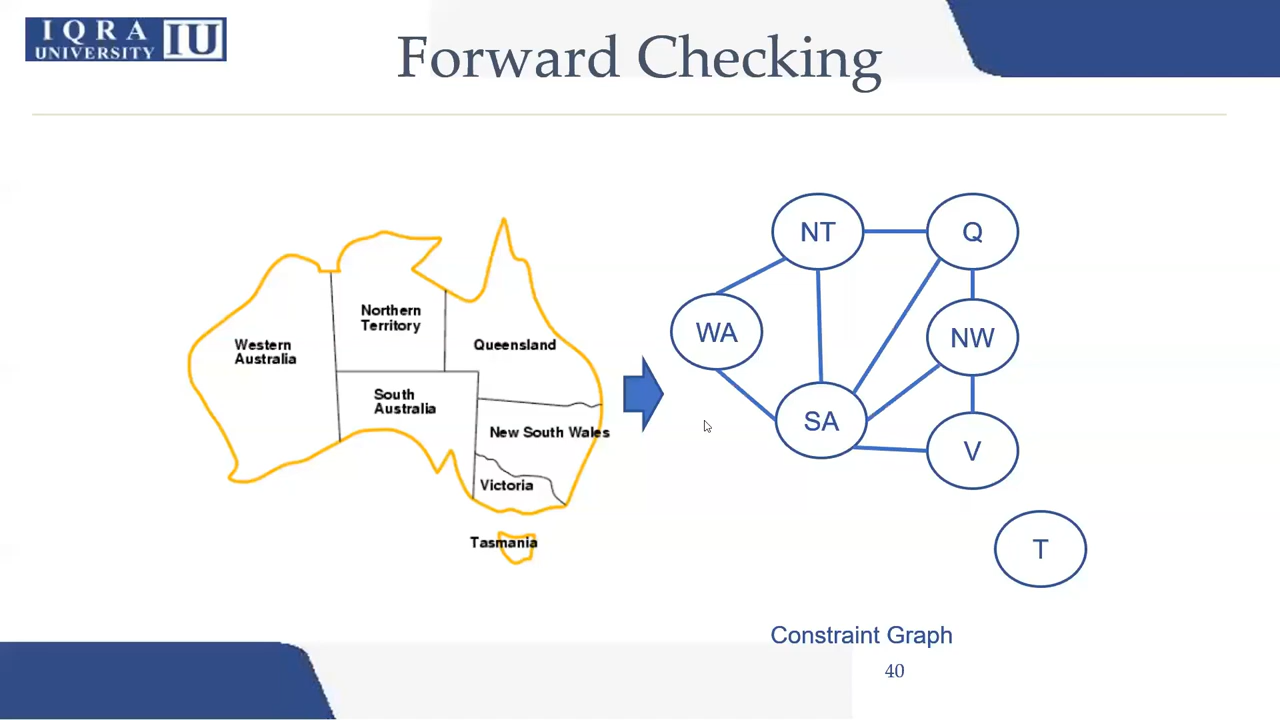 IQRA
UNIVERSITY IU
Forward Checking
Western
Australia
Northern
Territory
Queensland
South
Australia
New South Wales
Victoria
Tasmania
NT
Q
WA
NW
SA
V
T
Constraint Graph
40